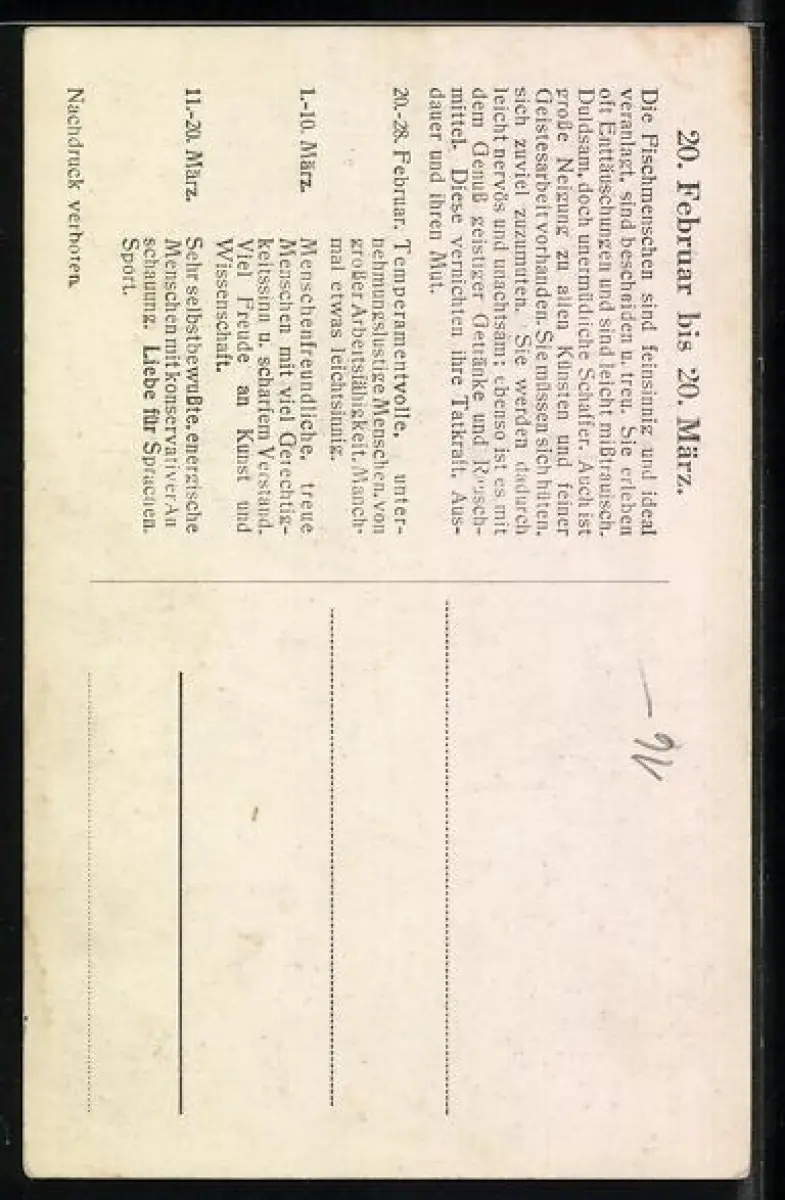 20. Februar bis 20. März.
Die Fischmenschen sind feinsinnig und ideal
veranlagt, sind bescheiden u. treu. Sie erleben
oft Enttäuschungen und sind leicht mißtrauisch.
Duldsam, doch unermüdliche Schaffer. Auch ist
große Neigung zu allen Künsten und feiner
Geistesarbeit vorhanden. Sie müssen sich hüten,
sich zuviel zuzumuten. Sie werden dadurch
leicht nervös und unachtsam; ebenso ist es mit
dem Genuß geistiger Getränke und Rausch-
mittel. Diese vernichten ihre Tatkraft, Aus-
dauer und ihren Mut.
20.-28. Februar. Temperamentvolle, unter-
nehmungslustige Menschen, von
großer Arbeitsfähigkeit. Manch-
mal etwas leichtsinnig.
1.-10. März. Menschenfreundliche, treue
Menschen mit viel Gerechtig-
keitssinn u. scharfem Verstand.
Viel Freude an Kunst und
Wissenschaft.
11.-20. März. Sehr selbstbewußte, energische
Menschen mit konservativer An
schauung. Liebe für Sprachen,
Sport.
Nachdruck verboten.